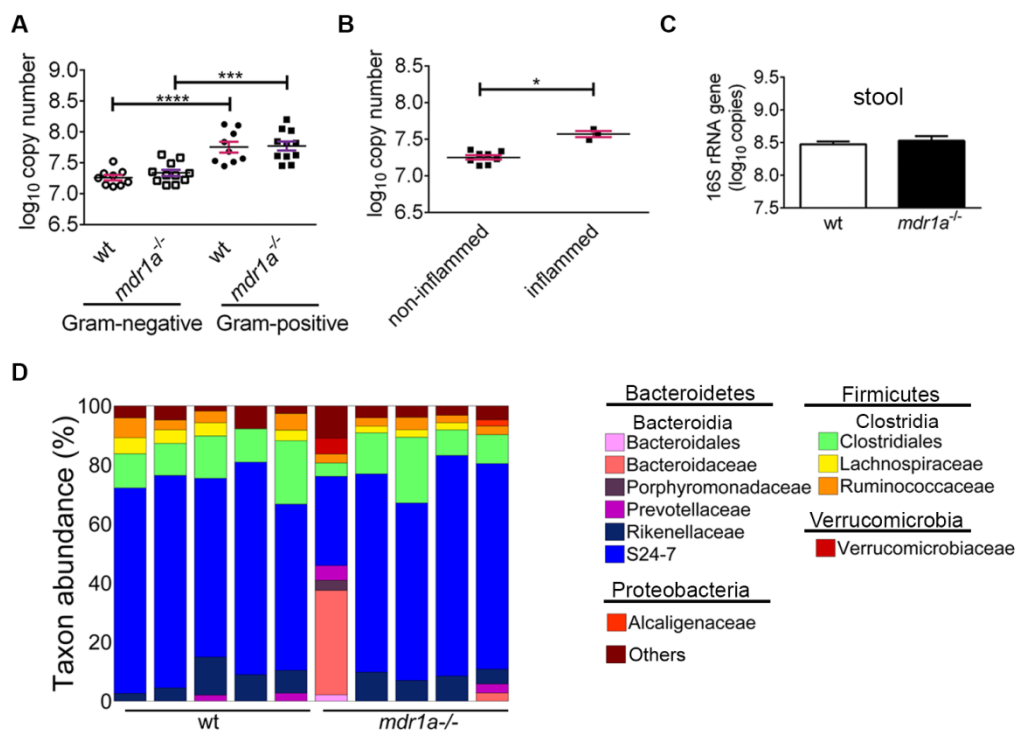 A
log10 copy number
9.0
8.5
8.0
7.5
7.0
6.5
****
***
wt
mdr1a-/-
wt
mdr1a-/-
Gram-negative
Gram-positive
B
log10 copy number
8.5
8.0
7.5
7.0
6.5
*
non-inflammed
inflammed
C
16S rRNA gene
(log10 copies)
9.5
9.0
8.5
8.0
7.5
stool
wt
mdr1a-/-
D
Taxon abundance (%)
100
80
60
40
20
0
wt
mdr1a-/-
Bacteroidetes
Bacteroidia
Bacteroidales
Bacteroidaceae
Porphyromonadaceae
Prevotellaceae
Rikenellaceae
S24-7
Proteobacteria
Alcaligenaceae
Others
Firmicutes
Clostridia
Clostridiales
Lachnospiraceae
Ruminococcaceae
Verrucomicrobia
Verrucomicrobiaceae